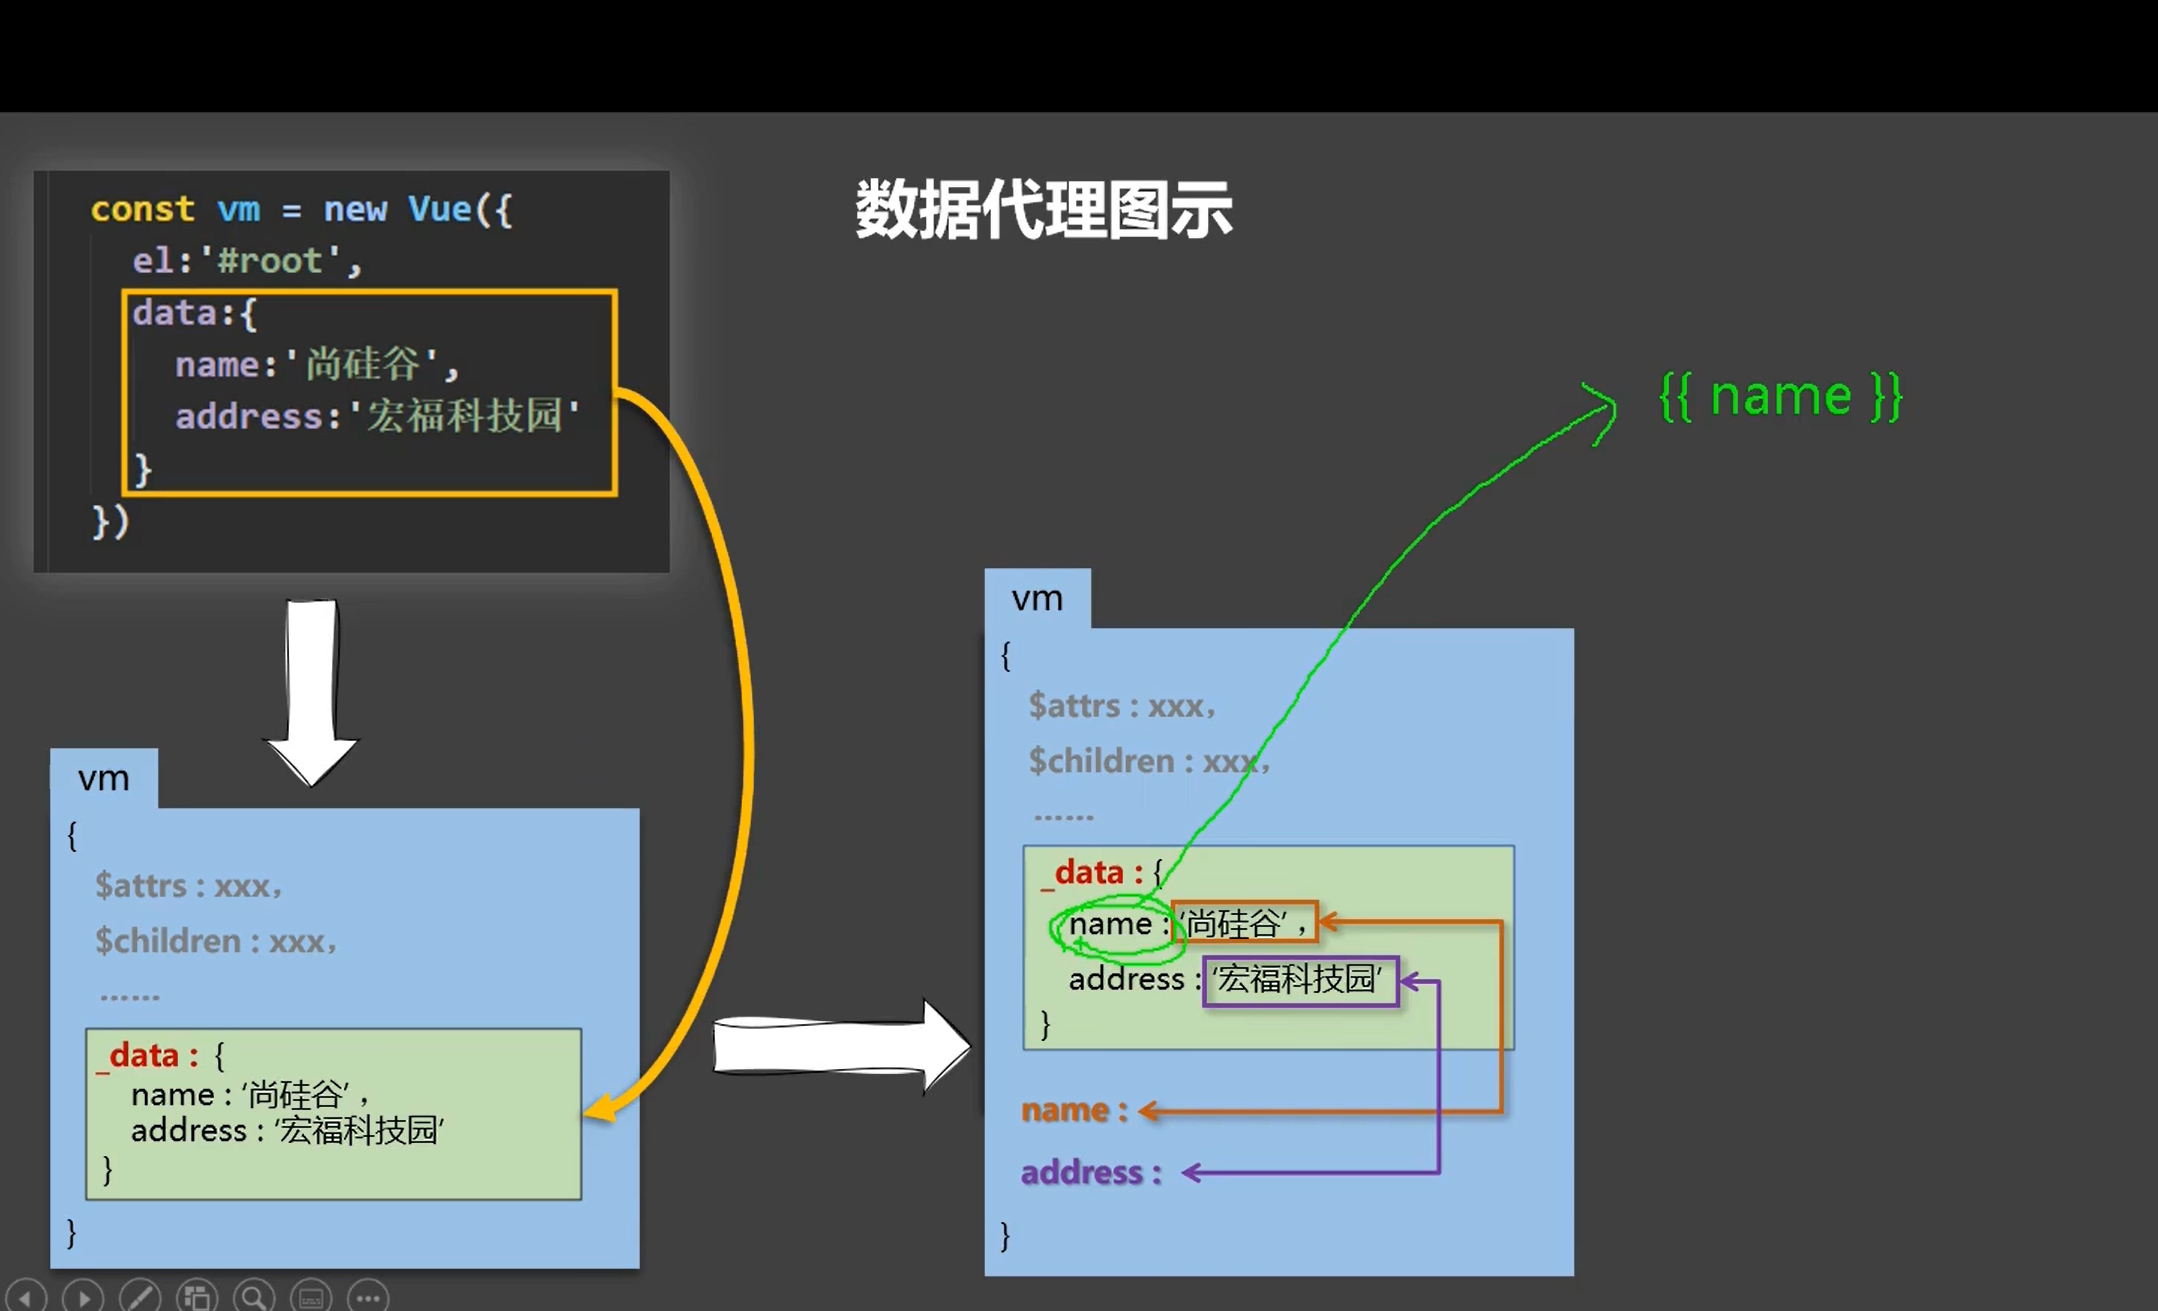 const vm = new Vue({
el:'#root',
data:{
name:'尚硅谷',
address:'宏福科技园'
}
})
数据代理图示
{{ name }}
vm
{
$attrs : xxx，
$children : xxx，
……
_data : {
name : ‘尚硅谷’，
address : ‘宏福科技园’
}
}
vm
{
$attrs : xxx，
$children : xxx，
……
_data : {
name : ‘尚硅谷’，
address : ‘宏福科技园’
}
name :
address :
}